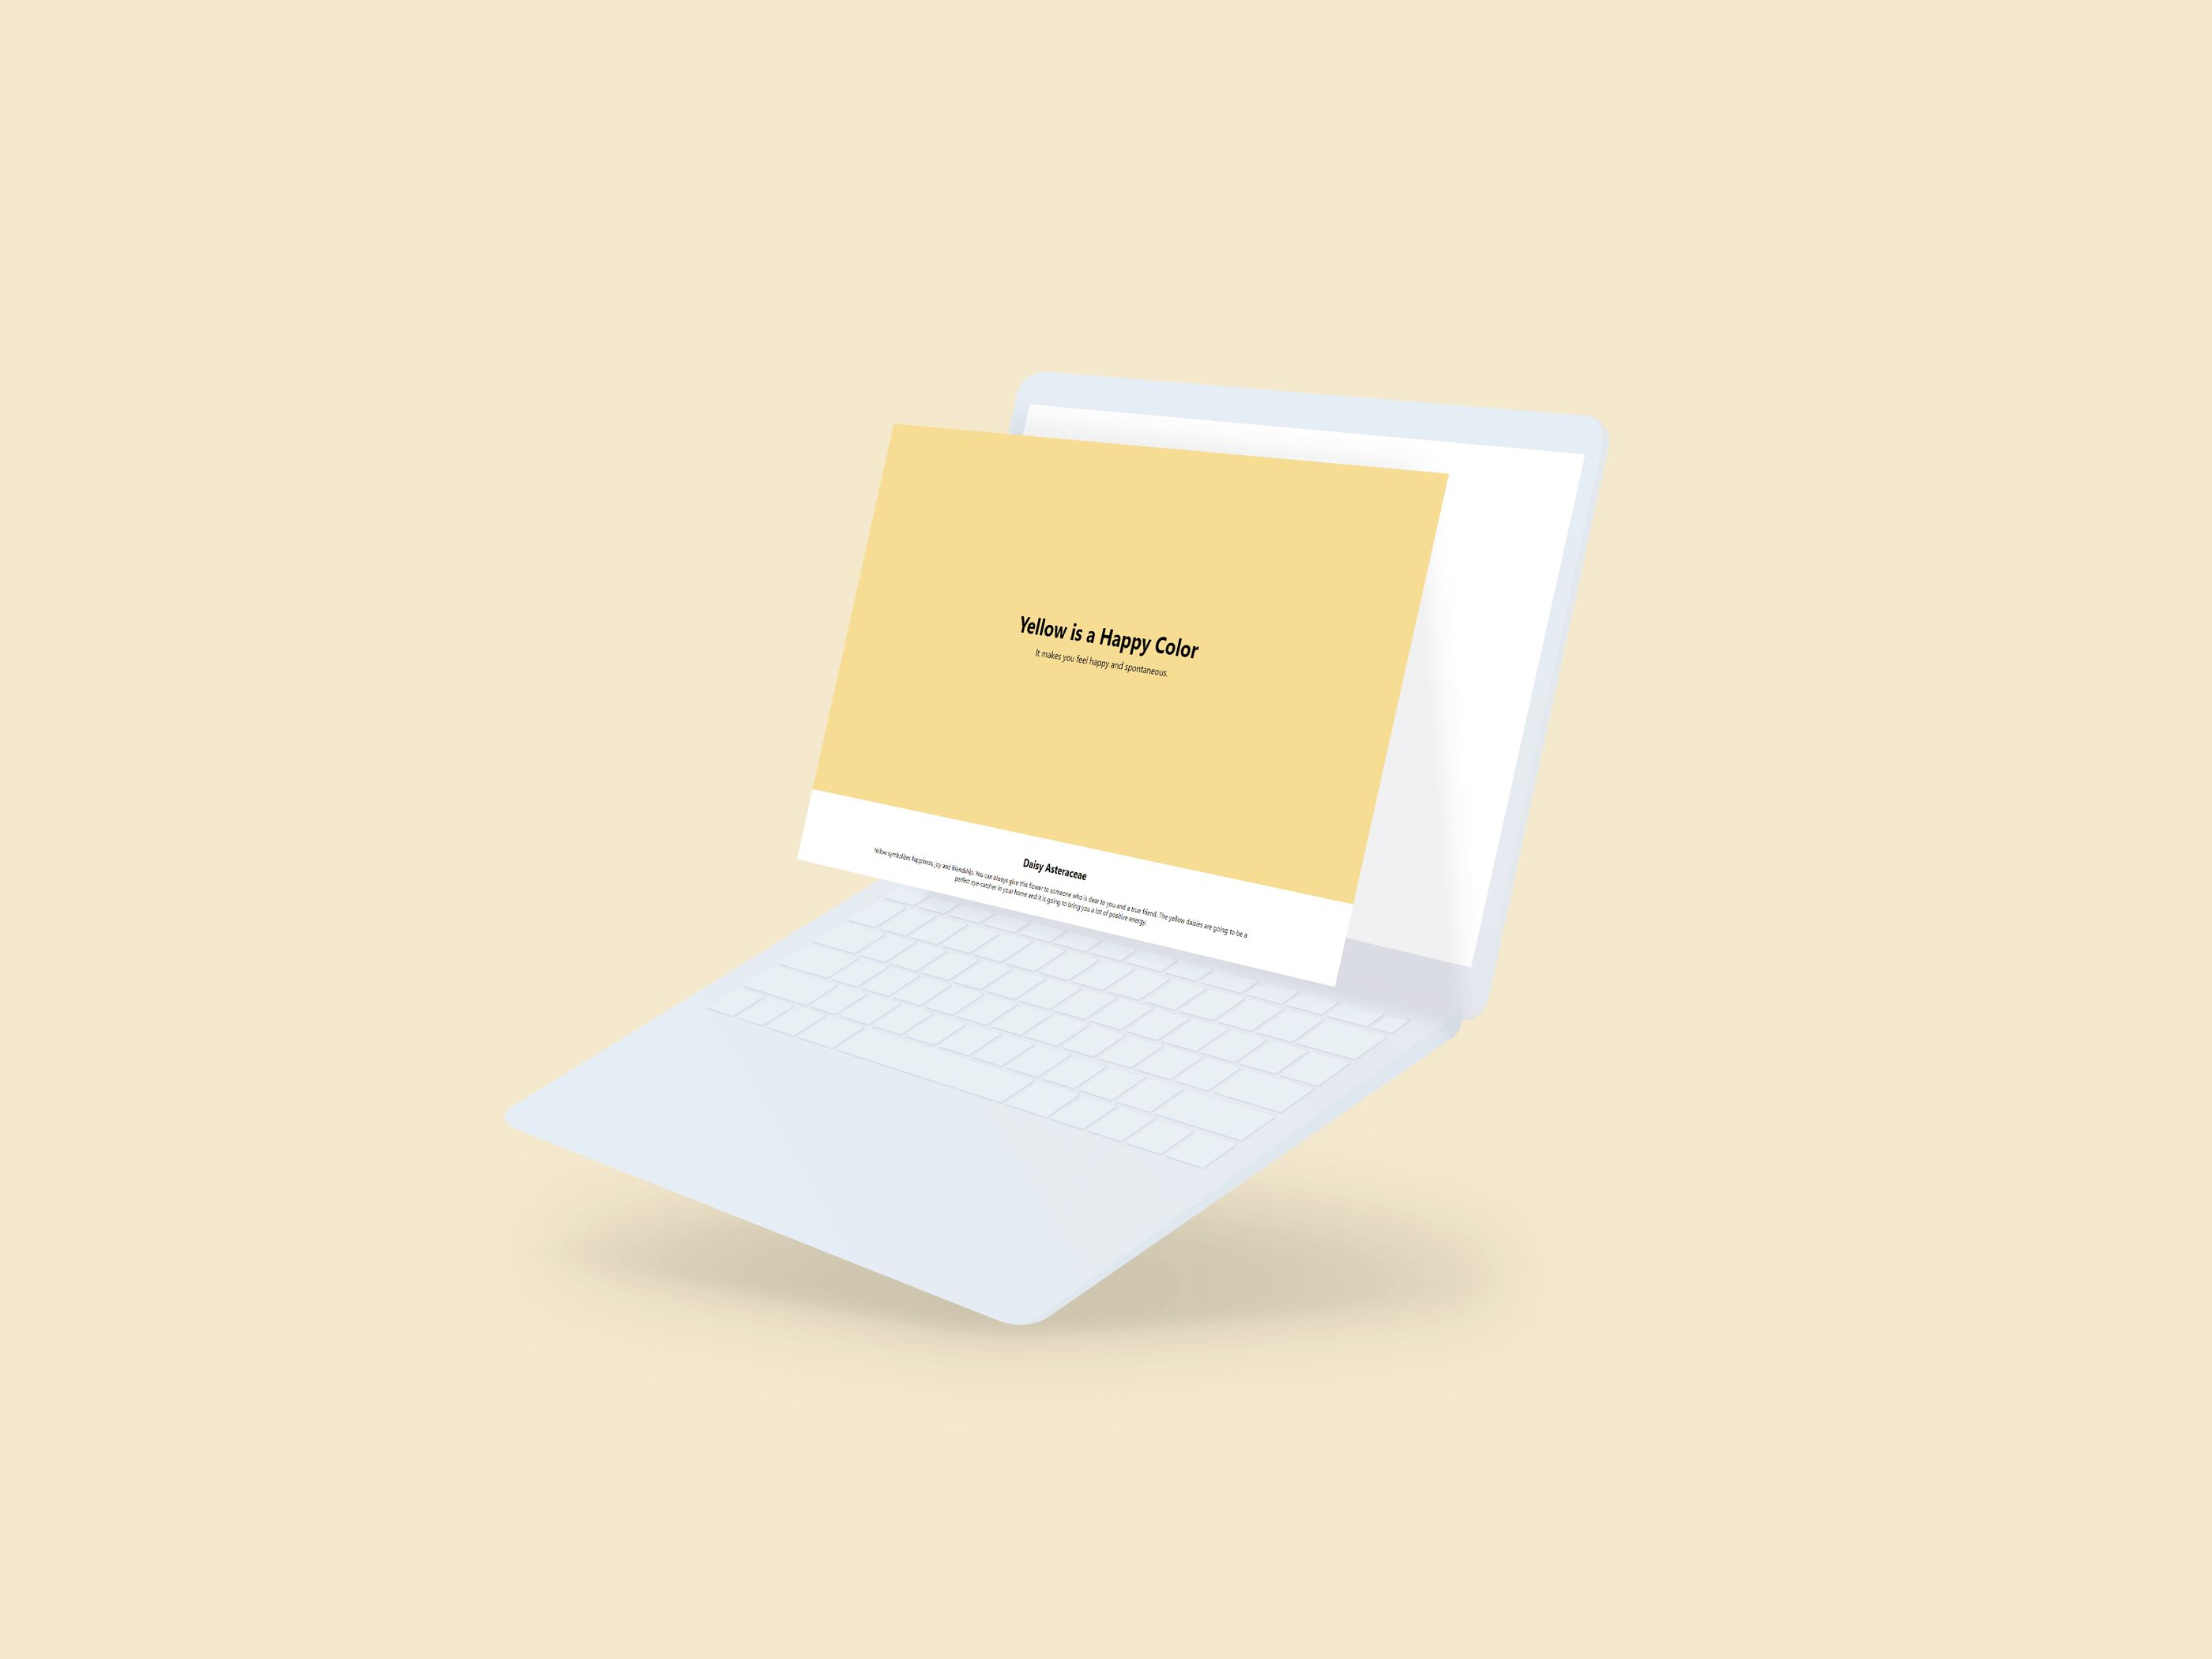 Yellow is a Happy Color
It makes you feel happy and spontaneous.
Daisy Asteraceae
Yellow symbolizes happiness, joy and friendship. You can always give this flower to someone who is dear to you and a true friend. The yellow daisies are going to be a
perfect eye-catcher in your home and it is going to bring you a lot of positive energy.